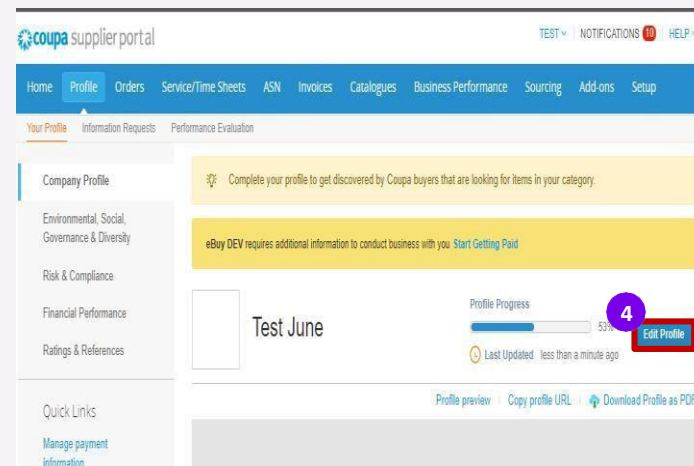 coupa supplier portal
TEST NOTIFICATIONS 10 HELP
Home Profile Orders Service/Time Sheets ASN Invoices Catalogues Business Performance Sourcing Add-ons Setup
Your Profile Information Requests Performance Evaluation
Company Profile
Environmental, Social,
Governance & Diversity
Risk & Compliance
Financial Performance
Ratings & References
Quick Links
Manage payment
information
Complete your profile to get discovered by Coupa buyers that are looking for items in your category.
eBuy DEV requires additional information to conduct business with you Start Getting Paid
Test June
Profile Progress
53%
4
Edit Profile
Last Updated less than a minute ago
Profile preview Copy profile URL Download Profile as PDF